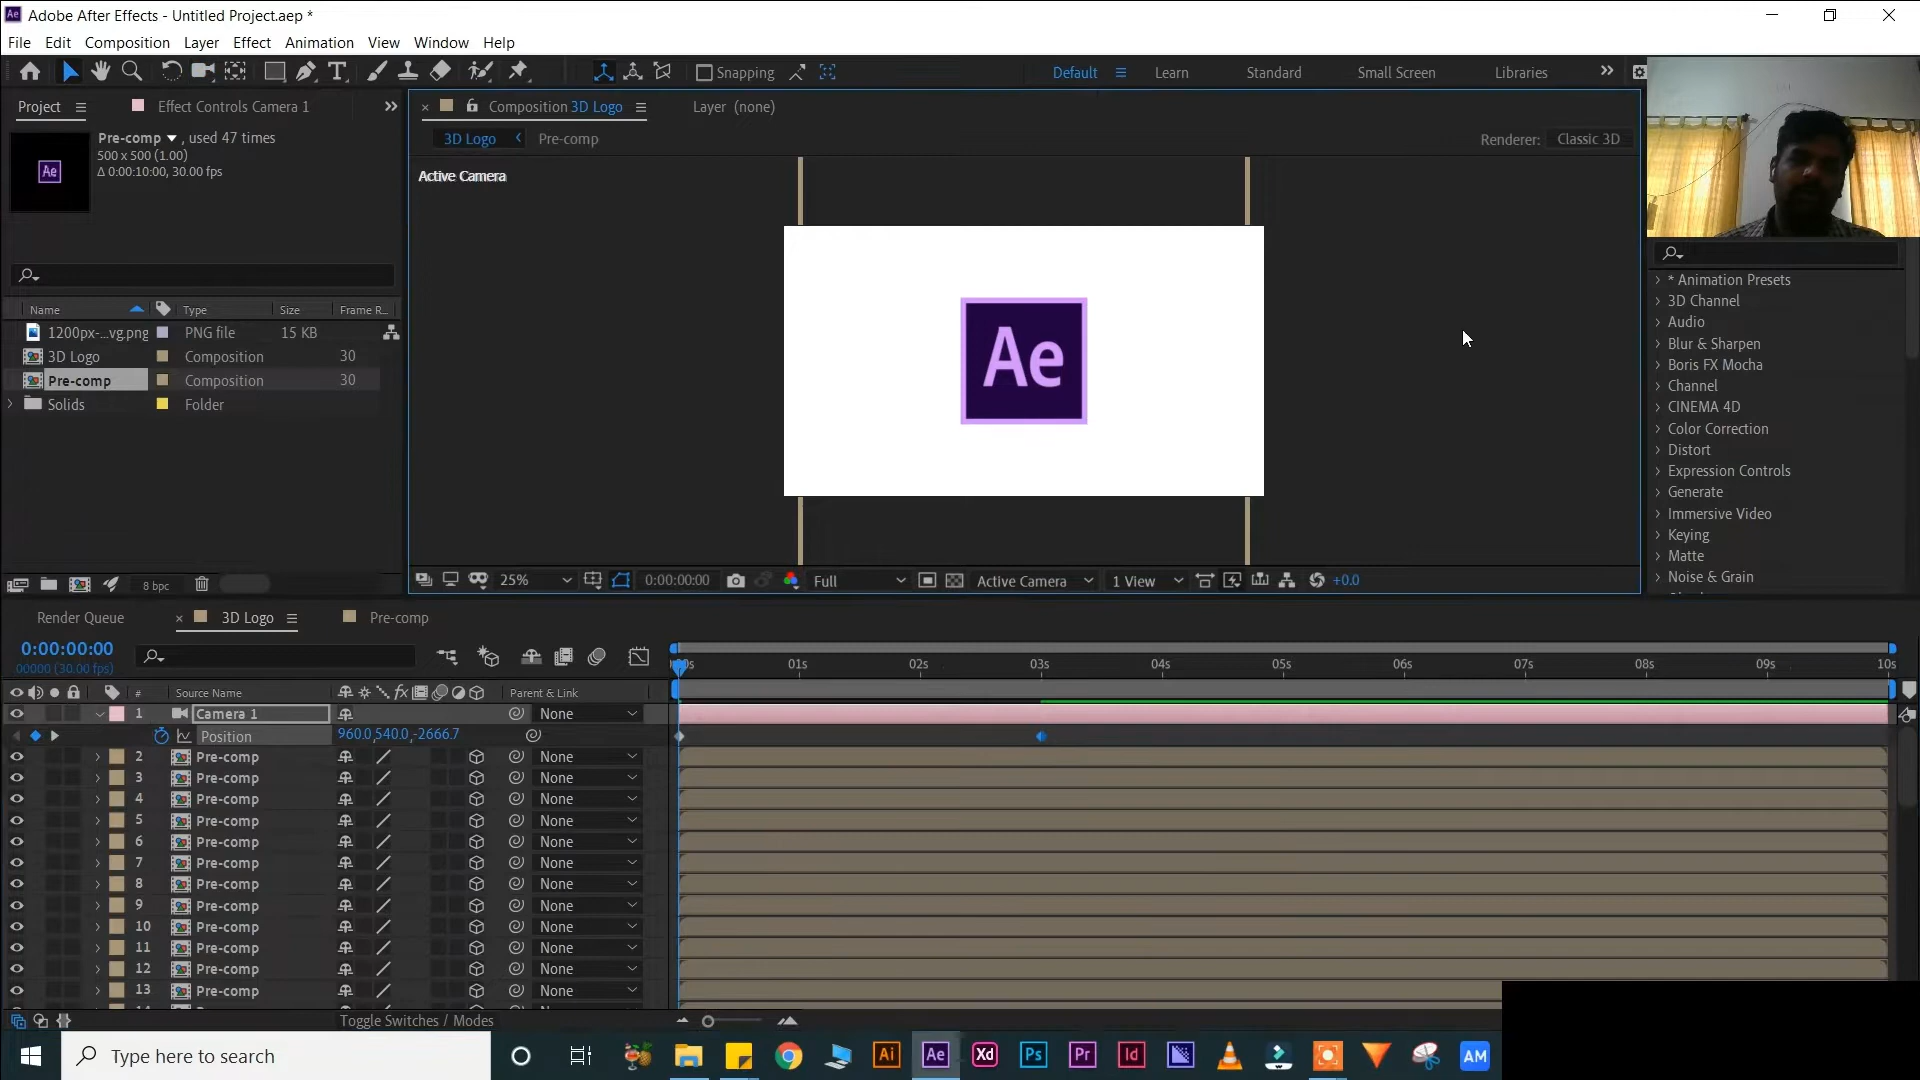 Ae Adobe After Effects - Untitled Project.aep *
File Edit Composition Layer Effect Animation View Window Help
Snapping
Default Learn Standard Small Screen Libraries
Project Effect Controls Camera 1
Composition 3D Logo Layer (none)
Pre-comp , used 47 times
500 x 500 (1.00)
Δ 0:00:10:00, 30.00 fps
Ae
3D Logo Pre-comp
Renderer: Classic 3D
Active Camera
Ae
Name Type Size Frame R...
1200px-...vg.png PNG file 15 KB
3D Logo Composition 30
Pre-comp Composition 30
Solids Folder
8 bpc
* Animation Presets
3D Channel
Audio
Blur & Sharpen
Boris FX Mocha
Channel
CINEMA 4D
Color Correction
Distort
Expression Controls
Generate
Immersive Video
Keying
Matte
Noise & Grain
25% 0:00:00:00 Full Active Camera 1 View +0.0
Render Queue 3D Logo Pre-comp
0:00:00:00
00000 (30.00 fps)
01s 02s 03s 04s 05s 06s 07s 08s 09s 10s
# Source Name fx Parent & Link
1 Camera 1 None
Position 960.0,540.0,-2666.7
2 Pre-comp None
3 Pre-comp None
4 Pre-comp None
5 Pre-comp None
6 Pre-comp None
7 Pre-comp None
8 Pre-comp None
9 Pre-comp None
10 Pre-comp None
11 Pre-comp None
12 Pre-comp None
13 Pre-comp None
Toggle Switches / Modes
Type here to search
Ai Ae Xd Ps Pr Id AM